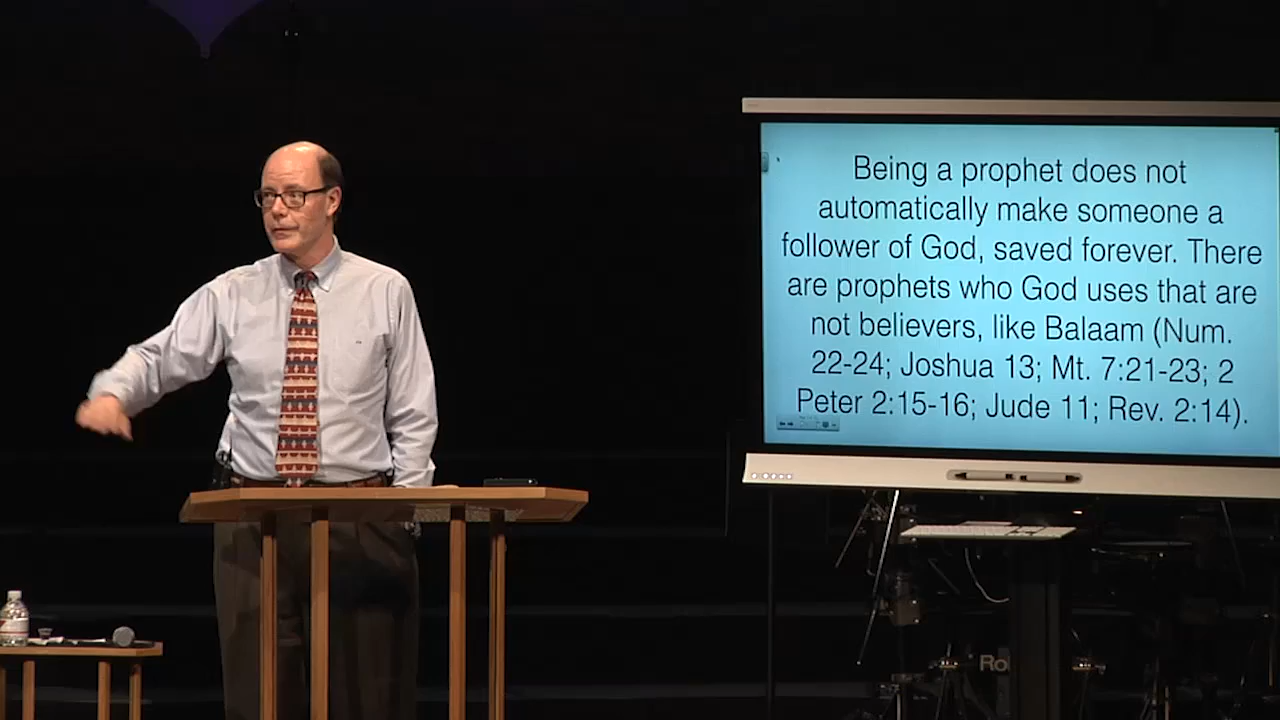 Being a prophet does not
automatically make someone a
follower of God, saved forever. There
are prophets who God uses that are
not believers, like Balaam (Num.
22-24; Joshua 13; Mt. 7:21-23; 2
Peter 2:15-16; Jude 11; Rev. 2:14).
Ro